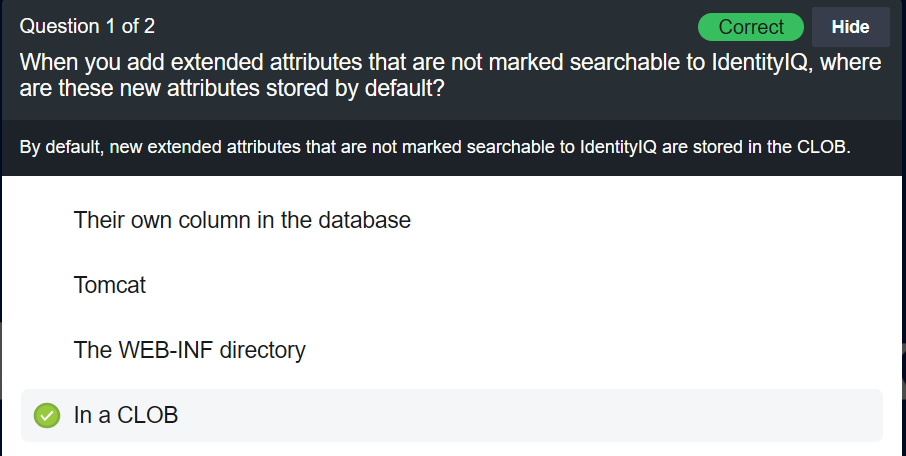 Question 1 of 2
Correct
Hide
When you add extended attributes that are not marked searchable to IdentityIQ, where
are these new attributes stored by default?
By default, new extended attributes that are not marked searchable to IdentityIQ are stored in the CLOB.
Their own column in the database
Tomcat
The WEB-INF directory
In a CLOB